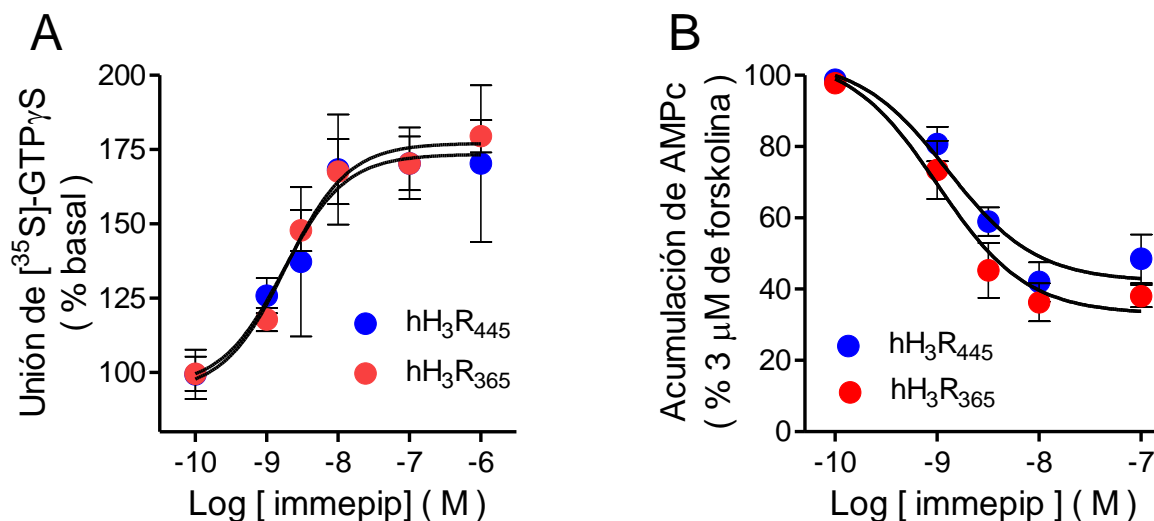 A
Unión de [³⁵S]-GTPγS
( % basal )
200
175
150
125
100
hH₃R₄₄₅
hH₃R₃₆₅
-10 -9 -8 -7 -6
Log [ immepip] ( M )
B
Acumulación de AMPc
( % 3 μM de forskolina )
100
80
60
40
20
0
hH₃R₄₄₅
hH₃R₃₆₅
-10 -9 -8 -7
Log [ immepip ] ( M )